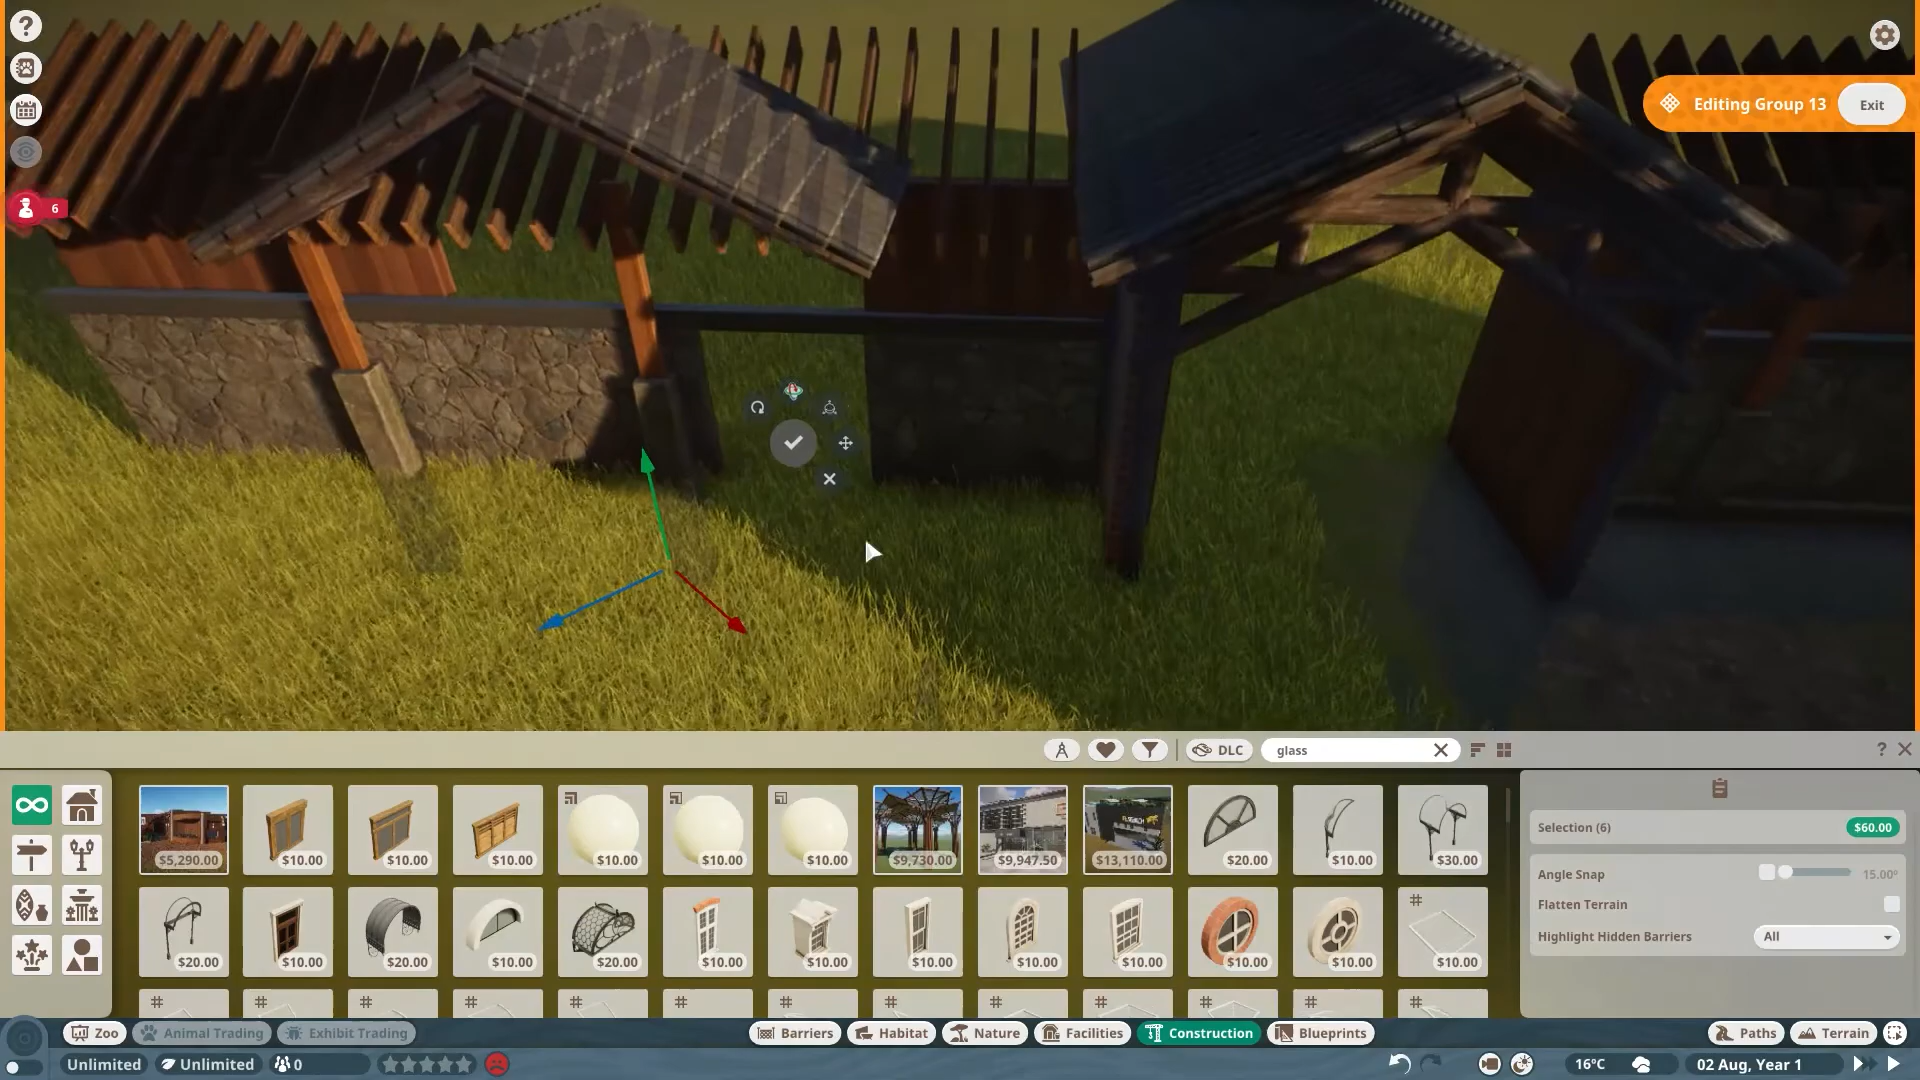 ?
6
Editing Group 13
Exit
DLC
glass
?
$5,290.00
$10.00
$10.00
$10.00
$10.00
$10.00
$10.00
$9,730.00
$9,947.50
$13,110.00
$20.00
$10.00
$30.00
$20.00
$10.00
$20.00
$10.00
$20.00
$10.00
$10.00
$10.00
$10.00
$10.00
$10.00
$10.00
$10.00
Selection (6)
$60.00
Angle Snap
15.00°
Flatten Terrain
Highlight Hidden Barriers
All
Zoo
Animal Trading
Exhibit Trading
Barriers
Habitat
Nature
Facilities
Construction
Blueprints
Paths
Terrain
Unlimited
Unlimited
0
16°C
02 Aug, Year 1